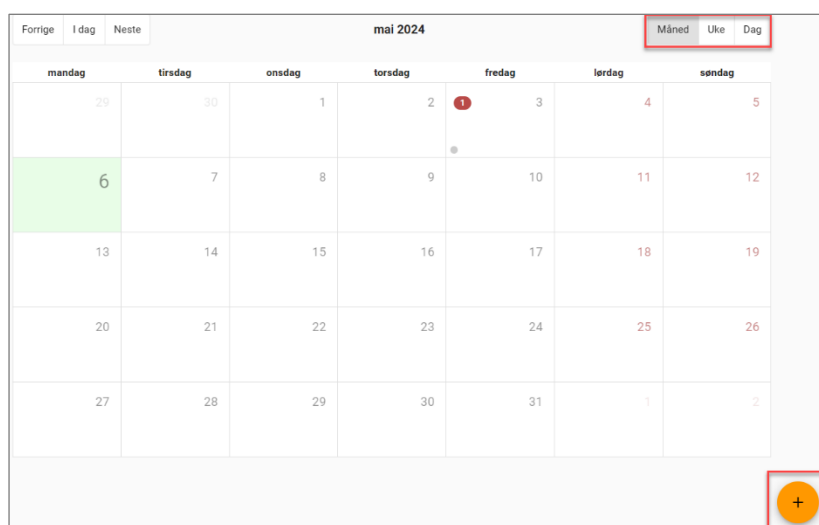 Forrige I dag Neste mai 2024 Måned Uke Dag
mandag tirsdag onsdag torsdag fredag lørdag søndag
29 30 1 2 1 3 4 5
6 7 8 9 10 11 12
13 14 15 16 17 18 19
20 21 22 23 24 25 26
27 28 29 30 31 1 2
+